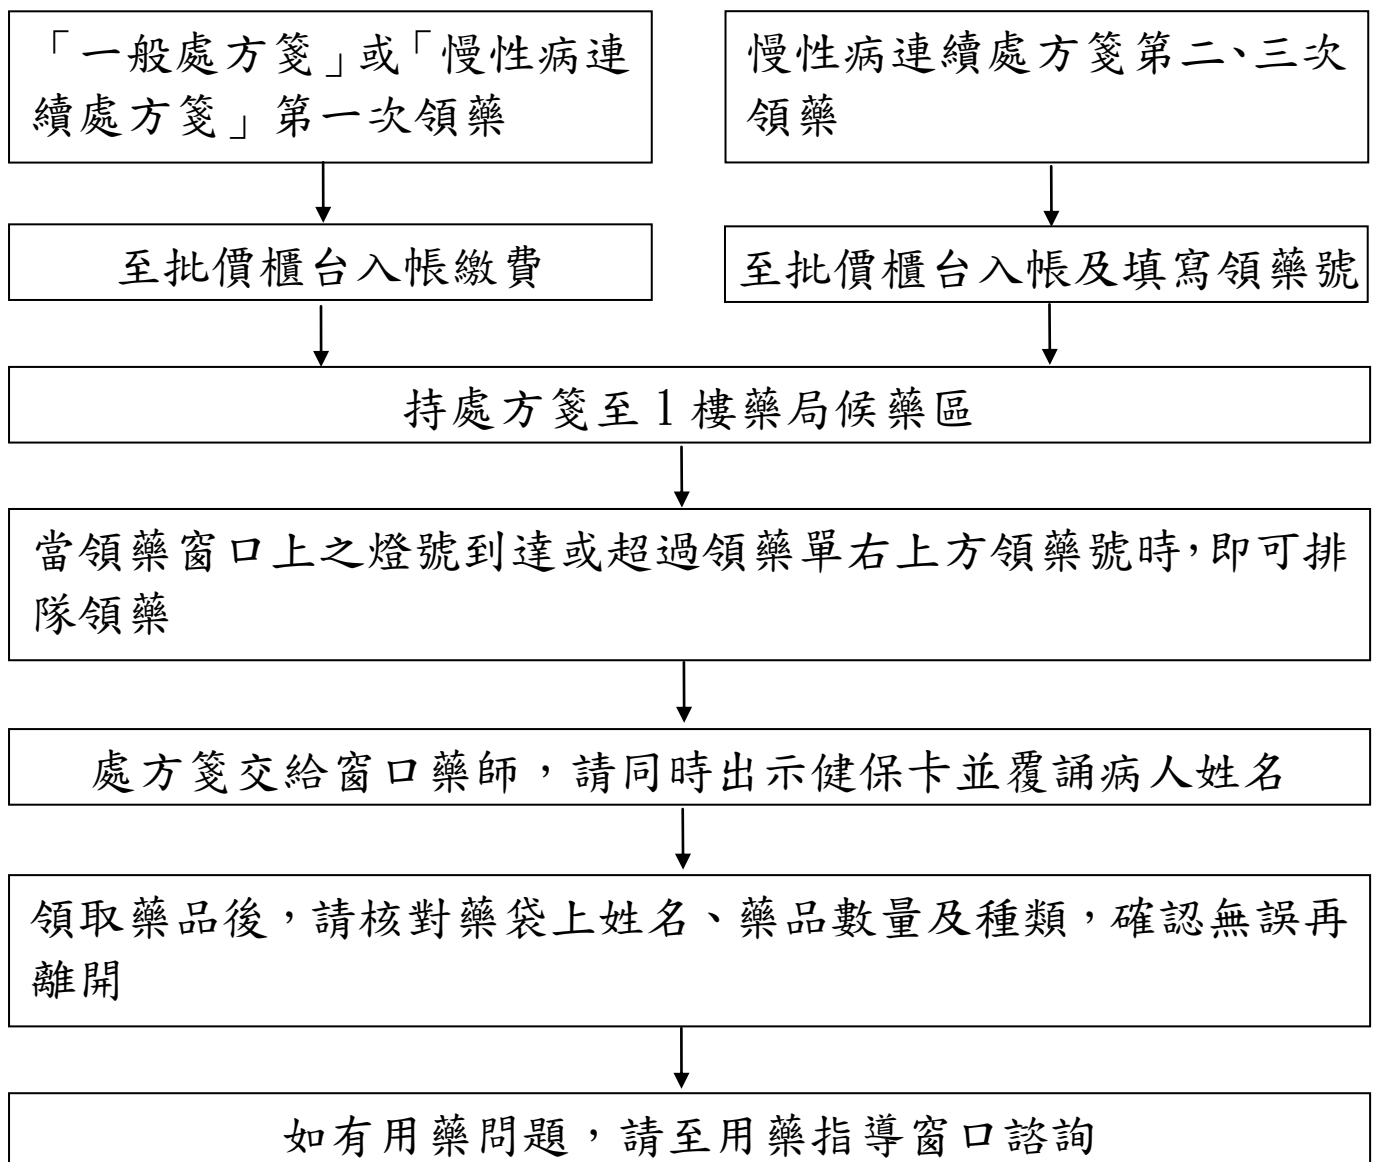 「一般處方箋」或「慢性病連
續處方箋」第一次領藥
慢性病連續處方箋第二、三次
領藥
至批價櫃台入帳繳費
至批價櫃台入帳及填寫領藥號
持處方箋至1樓藥局候藥區
當領藥窗口上之燈號到達或超過領藥單右上方領藥號時,即可排
隊領藥
處方箋交給窗口藥師,請同時出示健保卡並覆誦病人姓名
領取藥品後,請核對藥袋上姓名、藥品數量及種類,確認無誤再
離開
如有用藥問題,請至用藥指導窗口諮詢